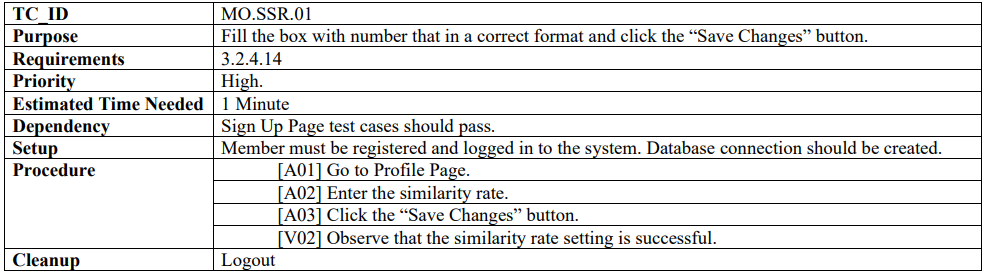 TC_ID MO.SSR.01
Purpose Fill the box with number that in a correct format and click the “Save Changes” button.
Requirements 3.2.4.14
Priority High.
Estimated Time Needed 1 Minute
Dependency Sign Up Page test cases should pass.
Setup Member must be registered and logged in to the system. Database connection should be created.
Procedure [A01] Go to Profile Page.
[A02] Enter the similarity rate.
[A03] Click the “Save Changes” button.
[V02] Observe that the similarity rate setting is successful.
Cleanup Logout